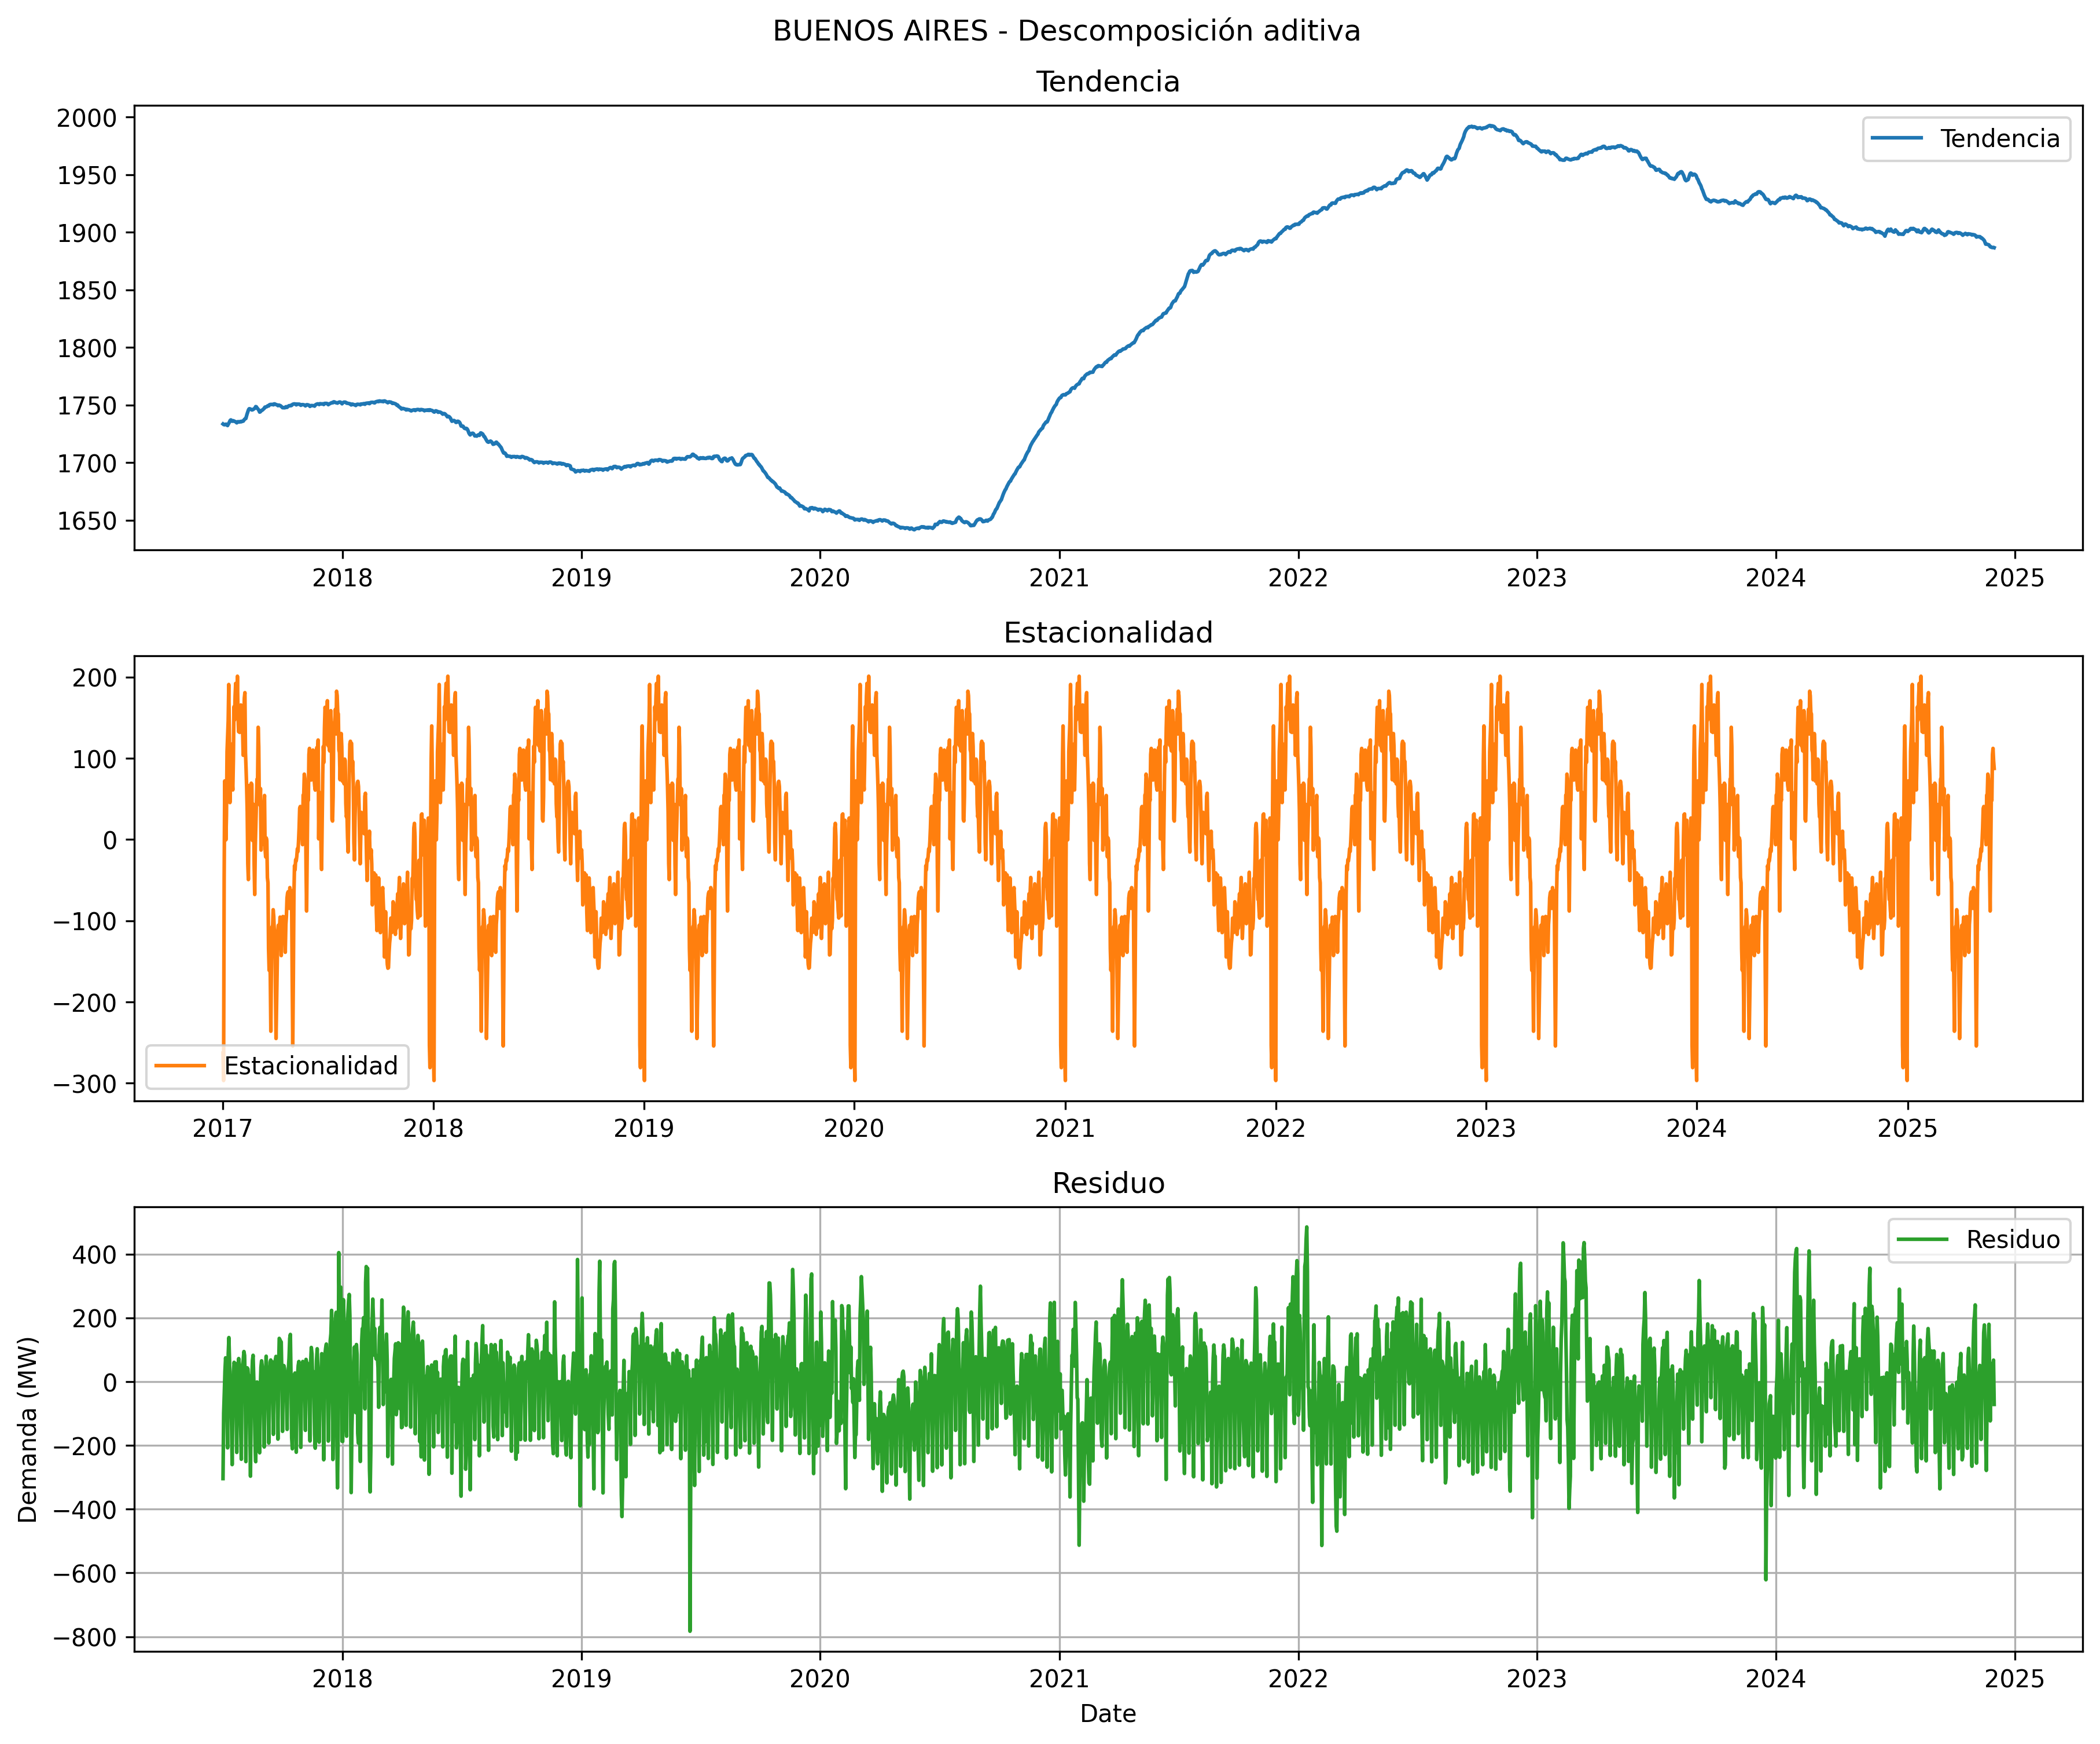 BUENOS AIRES - Descomposición aditiva
Tendencia
2000
1950
1900
1850
1800
1750
1700
1650
Tendencia
2018 2019 2020 2021 2022 2023 2024 2025
Estacionalidad
200
100
0
−100
−200
−300
Estacionalidad
2017 2018 2019 2020 2021 2022 2023 2024 2025
Residuo
Demanda (MW)
400
200
0
−200
−400
−600
−800
Residuo
2018 2019 2020 2021 2022 2023 2024 2025
Date